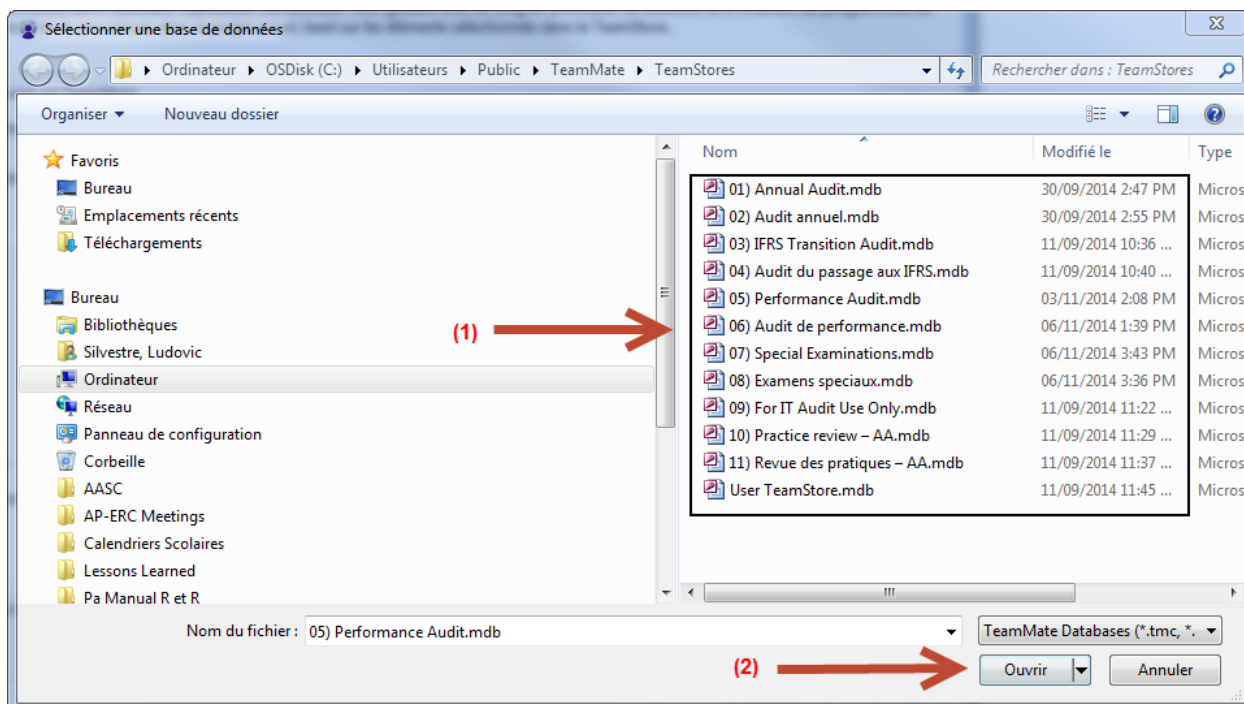 Sélectionner une base de données
Ordinateur OSDisk (C:) Utilisateurs Public TeamMate TeamStores
Rechercher dans : TeamStores
Organiser Nouveau dossier
Favoris
Bureau
Emplacements récents
Téléchargements
Bureau
Bibliothèques
Silvestre, Ludovic
Ordinateur
Réseau
Panneau de configuration
Corbeille
AASC
AP-ERC Meetings
Calendriers Scolaires
Lessons Learned
Pa Manual R et R
(1)
Nom Modifié le Type
01) Annual Audit.mdb 30/09/2014 2:47 PM Micros
02) Audit annuel.mdb 30/09/2014 2:55 PM Micros
03) IFRS Transition Audit.mdb 11/09/2014 10:36 ... Micros
04) Audit du passage aux IFRS.mdb 11/09/2014 10:40 ... Micros
05) Performance Audit.mdb 03/11/2014 2:08 PM Micros
06) Audit de performance.mdb 06/11/2014 1:39 PM Micros
07) Special Examinations.mdb 06/11/2014 3:43 PM Micros
08) Examens speciaux.mdb 06/11/2014 3:36 PM Micros
09) For IT Audit Use Only.mdb 11/09/2014 11:22 ... Micros
10) Practice review – AA.mdb 11/09/2014 11:29 ... Micros
11) Revue des pratiques – AA.mdb 11/09/2014 11:37 ... Micros
User TeamStore.mdb 11/09/2014 11:45 ... Micros
Nom du fichier : 05) Performance Audit.mdb TeamMate Databases (*.tmc, *.
(2)
Ouvrir Annuler